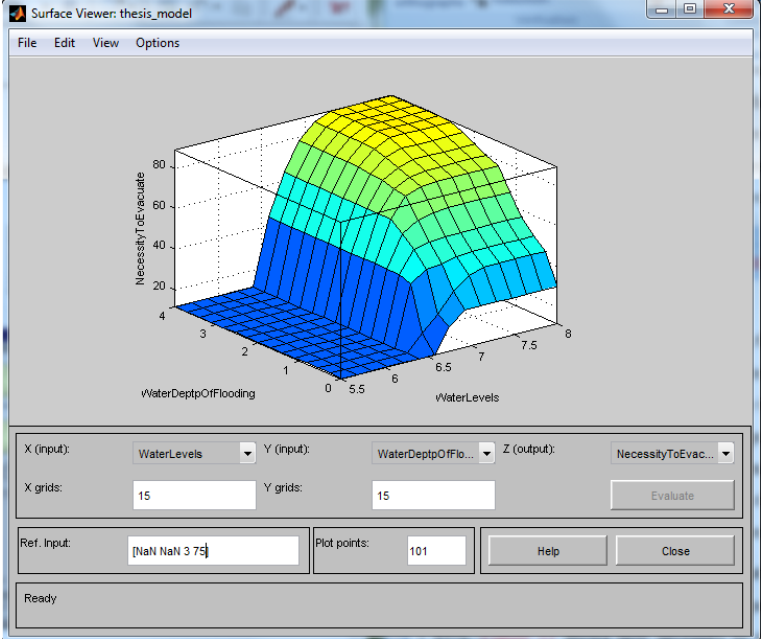 Surface Viewer: thesis_model
File Edit View Options
80
60
40
20
NecessityToEvacuate
4
3
2
1
0
5.5
6
6.5
7
7.5
8
WaterDeptpOfFlooding
WaterLevels
X (input): WaterLevels Y (input): WaterDeptpOfFlo... Z (output): NecessityToEvac...
X grids: 15 Y grids: 15 Evaluate
Ref. Input: [NaN NaN 3 75] Plot points: 101 Help Close
Ready